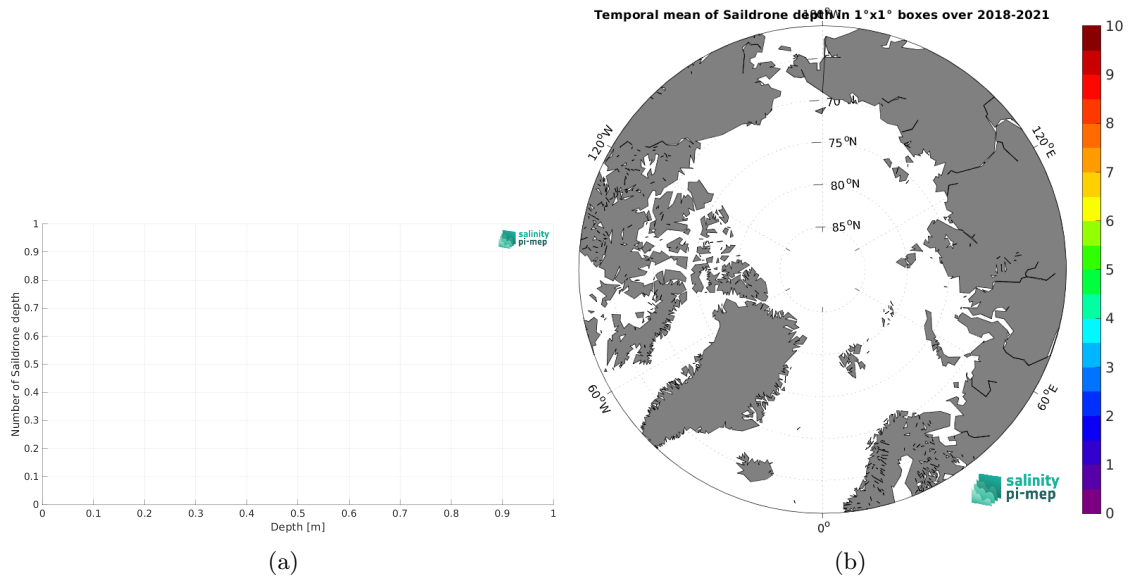 Temporal mean of Saildrone depth in 1°x1° boxes over 2018-2021
180°W
10
9
8
7
6
5
4
3
2
1
0
120°W
120°E
60°W
60°E
0°
75°N
80°N
85°N
salinity
pi-mep
1
0.9
0.8
0.7
0.6
0.5
0.4
0.3
0.2
0.1
0
Number of Saildrone depth
0
0.1
0.2
0.3
0.4
0.5
0.6
0.7
0.8
0.9
1
Depth [m]
salinity
pi-mep
(a)
(b)